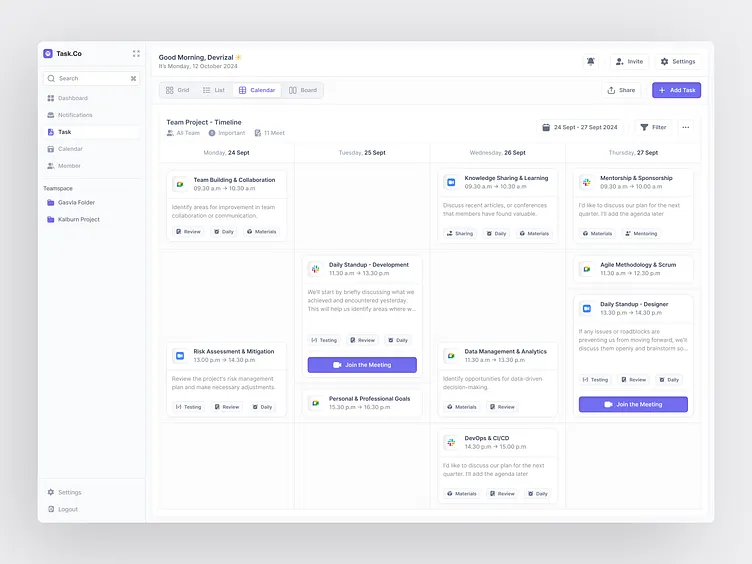 Task.Co
Search
Dashboard
Notifications
Task
Calendar
Member
Teamspace
Gasvla Folder
Kalburn Project
Settings
Logout
Good Morning, Devrizal
It's Monday, 12 October 2024
Invite
Settings
Grid
List
Calendar
Board
Share
+ Add Task
Team Project - Timeline
All Team
Important
11 Meet
24 Sept - 27 Sept 2024
Filter
Monday, 24 Sept
Tuesday, 25 Sept
Wednesday, 26 Sept
Thursday, 27 Sept
Team Building & Collaboration
09.30 a.m → 10.30 a.m
Identify areas for improvement in team
collaboration or communication.
Review
Daily
Materials
Risk Assessment & Mitigation
13.00 p.m → 14.30 p.m
Review the project's risk management
plan and make necessary adjustments.
Testing
Review
Daily
Daily Standup - Development
11.30 a.m → 13.30 p.m
We'll start by briefly discussing what we
achieved and encountered yesterday.
This will help us identify areas where w...
Testing
Review
Daily
Join the Meeting
Personal & Professional Goals
15.30 p.m → 16.30 p.m
Knowledge Sharing & Learning
09.30 a.m → 10.30 a.m
Discuss recent articles, or conferences
that members have found valuable.
Sharing
Daily
Materials
Data Management & Analytics
11.30 a.m → 13.30 p.m
Identify opportunities for data-driven
decision-making
Materials
Review
DevOps & CI/CD
14.30 p.m → 15.00 p.m
I'd like to discuss our plan for the next
quarter. I'll add the agenda later
Materials
Review
Daily
Mentorship & Sponsorship
09.30 a.m → 10.00 a.m
I'd like to discuss our plan for the next
quarter. I'll add the agenda later
Materials
Mentoring
Agile Methodology & Scrum
11.30 a.m → 12.30 p.m
Daily Standup - Designer
13.30 p.m → 14.30 p.m
If any issues or roadblocks are
preventing us from moving forward, we'll
discuss them openly and brainstorm so...
Testing
Review
Daily
Join the Meeting